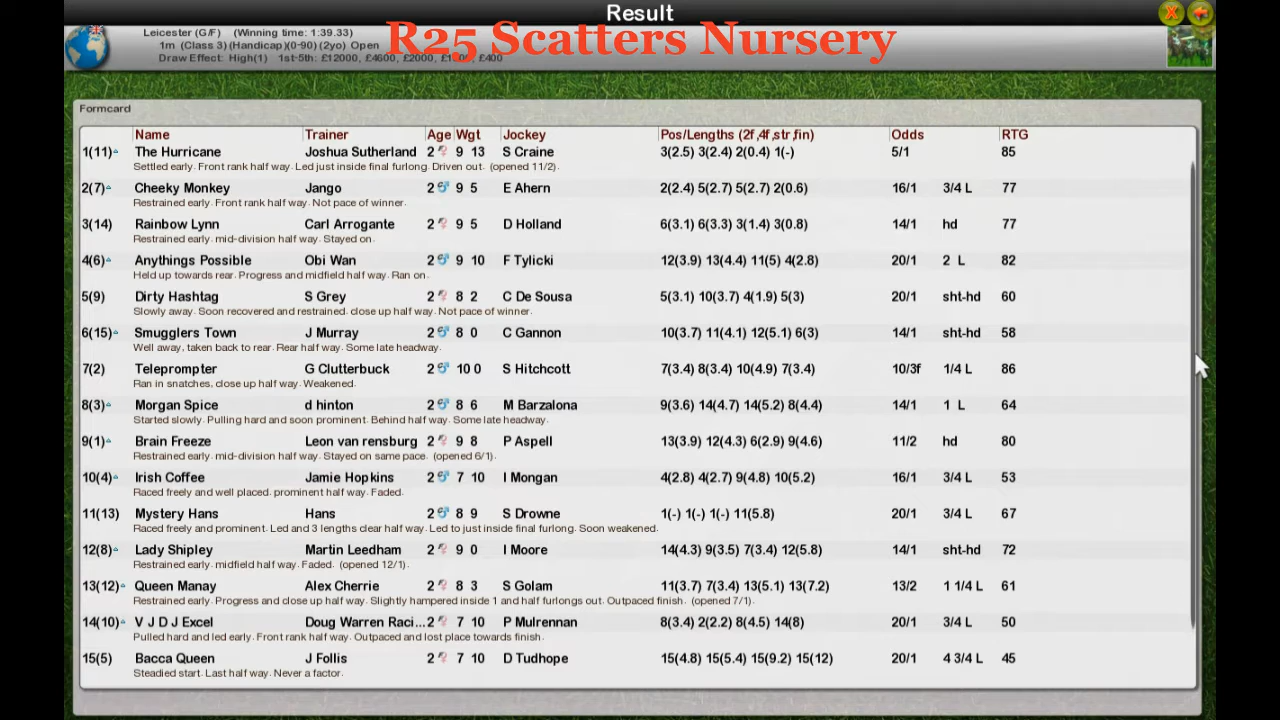 Result
R25 Scatters Nursery
Leicester (G/F) (Winning time: 1:39.33)
1m (Class 3) (Handicap)(0-90) (2yo) Open
Draw Effect: High(1) 1st-5th: £12000, £4600, £2000, £400
Formcard
Name Trainer Age Wgt Jockey Pos/Lengths (2f,4f,str,fin) Odds RTG
1(11) The Hurricane Joshua Sutherland 2 9 13 S Craine 3(2.5) 3(2.4) 2(0.4) 1(-) 5/1 85
Settled early. Front rank half way. Led just inside final furlong. Driven out. (opened 11/2).
2(7) Cheeky Monkey Jango 2 9 5 E Ahern 2(2.4) 5(2.7) 5(2.7) 2(0.6) 16/1 3/4 L 77
Restrained early. Front rank half way. Not pace of winner.
3(14) Rainbow Lynn Carl Arrogante 2 9 5 D Holland 6(3.1) 6(3.3) 3(1.4) 3(0.8) 14/1 hd 77
Restrained early. mid-division half way. Stayed on.
4(6) Anythings Possible Obi Wan 2 9 10 F Tylicki 12(3.9) 13(4.4) 11(5) 4(2.8) 20/1 2 L 82
Held up towards rear. Progress and midfield half way. Ran on.
5(9) Dirty Hashtag S Grey 2 8 2 C De Sousa 5(3.1) 10(3.7) 4(1.9) 5(3) 20/1 sht-hd 60
Slowly away. Soon recovered and restrained. close up half way. Not pace of winner.
6(15) Smugglers Town J Murray 2 8 0 C Gannon 10(3.7) 11(4.1) 12(5.1) 6(3) 14/1 sht-hd 58
Well away, taken back to rear. Rear half way. Some late headway.
7(2) Teleprompter G Clutterbuck 2 10 0 S Hitchcott 7(3.4) 8(3.4) 10(4.9) 7(3.4) 10/3f 1/4 L 86
Ran in snatches, close up half way. Weakened.
8(3) Morgan Spice d hinton 2 8 6 M Barzalona 9(3.6) 14(4.7) 14(5.2) 8(4.4) 14/1 1 L 64
Started slowly. Pulling hard and soon prominent. Behind half way. Some late headway.
9(1) Brain Freeze Leon van rensburg 2 9 8 P Aspell 13(3.9) 12(4.3) 6(2.9) 9(4.6) 11/2 hd 80
Restrained early. mid-division half way. Stayed on same pace. (opened 6/1).
10(4) Irish Coffee Jamie Hopkins 2 7 10 I Mongan 4(2.8) 4(2.7) 9(4.8) 10(5.2) 16/1 3/4 L 53
Raced freely and well placed. prominent half way. Faded.
11(13) Mystery Hans Hans 2 8 9 S Drowne 1(-) 1(-) 1(-) 11(5.8) 20/1 3/4 L 67
Raced freely and prominent. Led and 3 lengths clear half way. Led to just inside final furlong. Soon weakened.
12(8) Lady Shipley Martin Leedham 2 9 0 I Moore 14(4.3) 9(3.5) 7(3.4) 12(5.8) 14/1 sht-hd 72
Restrained early. midfield half way. Faded. (opened 12/1).
13(12) Queen Manay Alex Cherrie 2 8 3 S Golam 11(3.7) 7(3.4) 13(5.1) 13(7.2) 13/2 1 1/4 L 61
Restrained early. Progress and close up half way. Slightly hampered inside 1 and half furlongs out. Outpaced finish. (opened 7/1).
14(10) V J D J Excel Doug Warren Raci... 2 7 10 P Mulrennan 8(3.4) 2(2.2) 8(4.5) 14(8) 20/1 3/4 L 50
Pulled hard and led early. Front rank half way. Outpaced and lost place towards finish.
15(5) Bacca Queen J Follis 2 7 10 D Tudhope 15(4.8) 15(5.4) 15(9.2) 15(12) 20/1 4 3/4 L 45
Steadied start. Last half way. Never a factor.